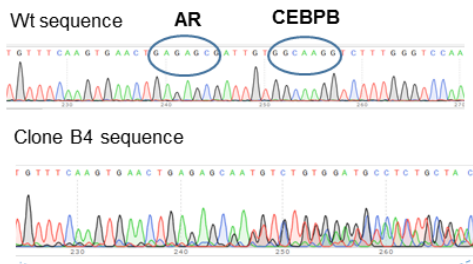 Wt sequence AR CEBPB
T G T T T C A A G T G A A C T G A G A G C G A T T G T G G C A A G G T C T T T G G G T C C A A
230 240 250 260 270
Clone B4 sequence
T G T T T C A A G T G A A C T G A G A G C A A T G T C T G T G G A T G C C T C T G C T A C
230 240 250 260